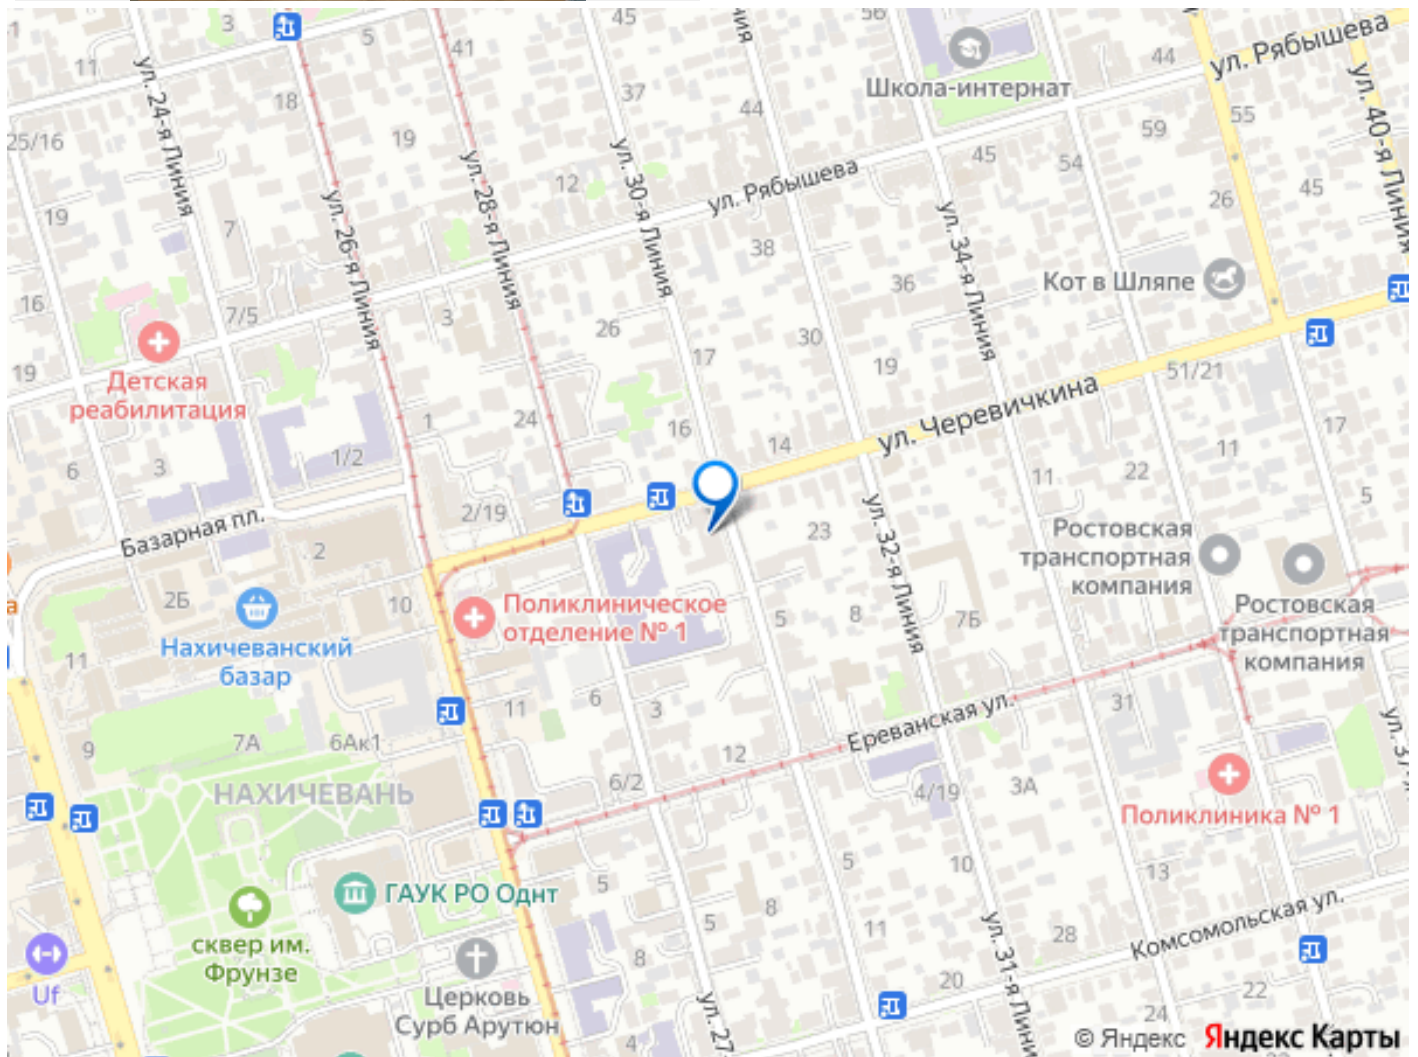 45
56
Линия
3
5
41
11
18
37
44
ул. Рябышева
44
Школа-интернат
55
ул. 40-я Линия
59
25/16
ул. 24-я Линия
19
ул. 28-я Линия
ул. 30-я Линия
12
ул. Рябышева
45
54
45
26
19
7
ул. 26-я Линия
38
ул. 34-я Линия
36
Кот в Шляпе
16
7/5
3
26
17
30
19
19
Детская
реабилитация
51/21
ул. Черевичкина
1
24
16
14
17
6
3
1/2
11
22
11
5
Базарная пл.
2/19
2
23
ул. 32-я Линия
Ростовская
транспортная
компания
2Б
10
Поликлиническое
отделение № 1
5
8
7Б
Ростовская
транспортная
компания
Нахичеванский
базар
11
6
3
11
31
Ереванская ул.
9
7А
6Ак1
12
6/2
НАХИЧЕВАНЬ
4/19
3А
Поликлиника № 1
ул. 37-я
ГАУК РО Однт
5
5
10
13
сквер им.
Фрунзе
8
5
8
11
28
Комсомольская ул.
Uf
Церковь
Сурб Арутюн
ул. 27-
20
ул. 31-я Лини
24
22
© Яндекс Яндекс Карты